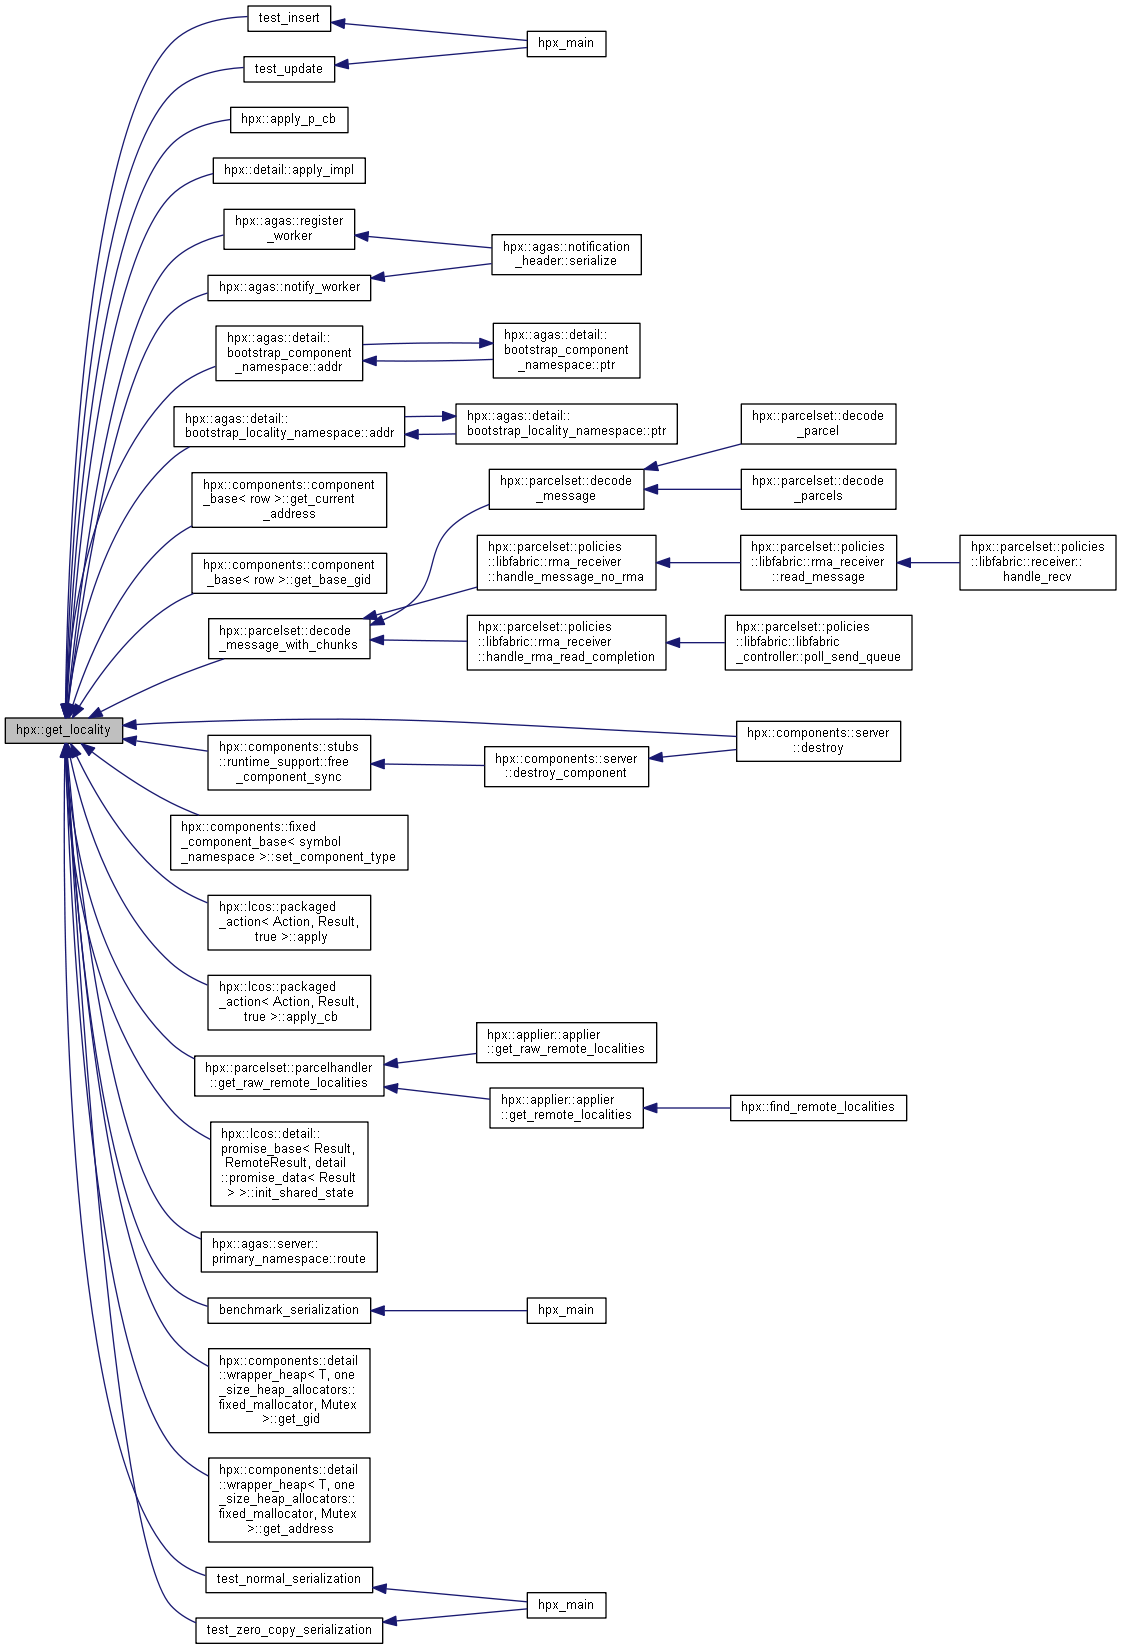 test_insert
hpx_main
test_update
hpx::apply_p_cb
hpx::detail::apply_impl
hpx::agas::register
_worker
hpx::agas::notification
_header::serialize
hpx::agas::notify_worker
hpx::agas::detail::
bootstrap_component
_namespace::addr
hpx::agas::detail::
bootstrap_component
_namespace::ptr
hpx::agas::detail::
bootstrap_locality_namespace::addr
hpx::agas::detail::
bootstrap_locality_namespace::ptr
hpx::parcelset::decode
_parcel
hpx::components::component
_base< row >::get_current
_address
hpx::parcelset::decode
_message
hpx::parcelset::decode
_parcels
hpx::components::component
_base< row >::get_base_gid
hpx::parcelset::policies
::libfabric::rma_receiver
::handle_message_no_rma
hpx::parcelset::policies
::libfabric::rma_receiver
::read_message
hpx::parcelset::policies
::libfabric::receiver::
handle_recv
hpx::parcelset::decode
_message_with_chunks
hpx::parcelset::policies
::libfabric::rma_receiver
::handle_rma_read_completion
hpx::parcelset::policies
::libfabric::libfabric
_controller::poll_send_queue
hpx::get_locality
hpx::components::server
::destroy
hpx::components::stubs
::runtime_support::free
_component_sync
hpx::components::server
::destroy_component
hpx::components::fixed
_component_base< symbol
_namespace >::set_component_type
hpx::lcos::packaged
_action< Action, Result,
true >::apply
hpx::lcos::packaged
_action< Action, Result,
true >::apply_cb
hpx::parcelset::parcelhandler
::get_raw_remote_localities
hpx::applier::applier
::get_raw_remote_localities
hpx::applier::applier
::get_remote_localities
hpx::find_remote_localities
hpx::lcos::detail::
promise_base< Result,
RemoteResult, detail
::promise_data< Result
> >::init_shared_state
hpx::agas::server::
primary_namespace::route
benchmark_serialization
hpx_main
hpx::components::detail
::wrapper_heap< T, one
_size_heap_allocators::
fixed_mallocator, Mutex
>::get_gid
hpx::components::detail
::wrapper_heap< T, one
_size_heap_allocators::
fixed_mallocator, Mutex
>::get_address
test_normal_serialization
hpx_main
test_zero_copy_serialization